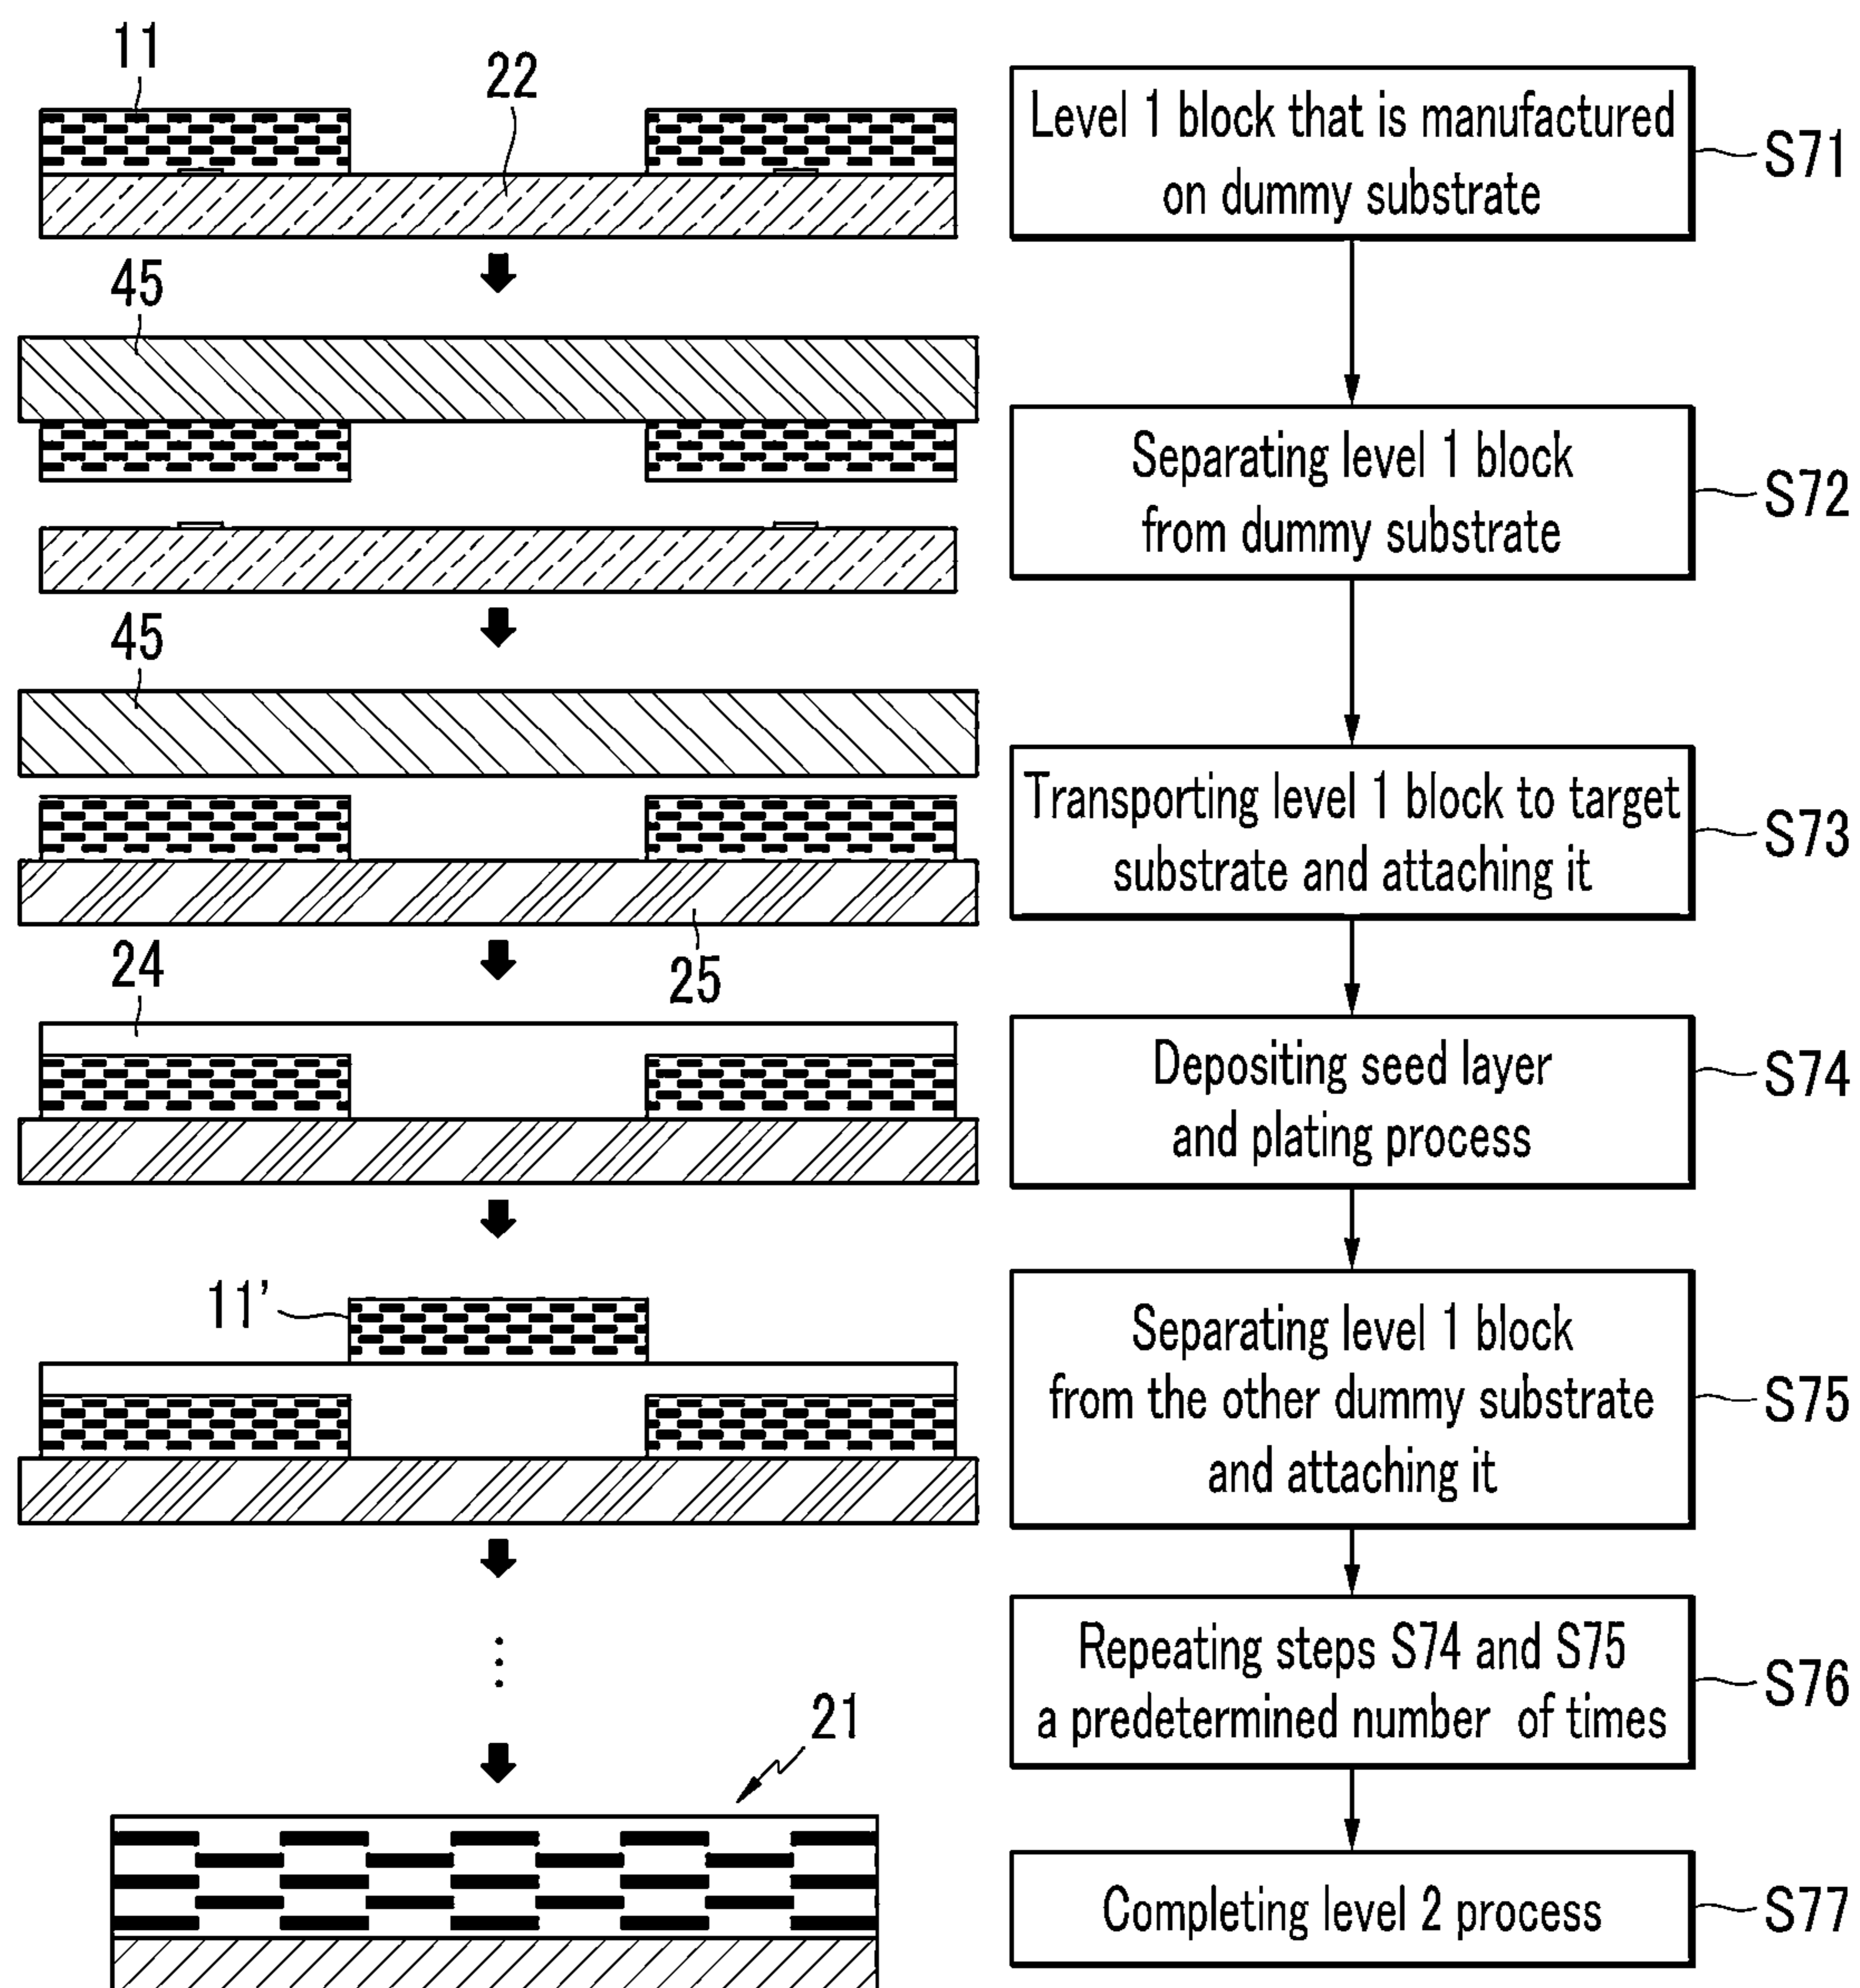 11
22
Level 1 block that is manufactured
on dummy substrate
S71
45
Separating level 1 block
from dummy substrate
S72
45
Transporting level 1 block to target
substrate and attaching it
S73
25
24
Depositing seed layer
and plating process
S74
11’
Separating level 1 block
from the other dummy substrate
and attaching it
S75
Repeating steps S74 and S75
a predetermined number of times
S76
21
Completing level 2 process
S77